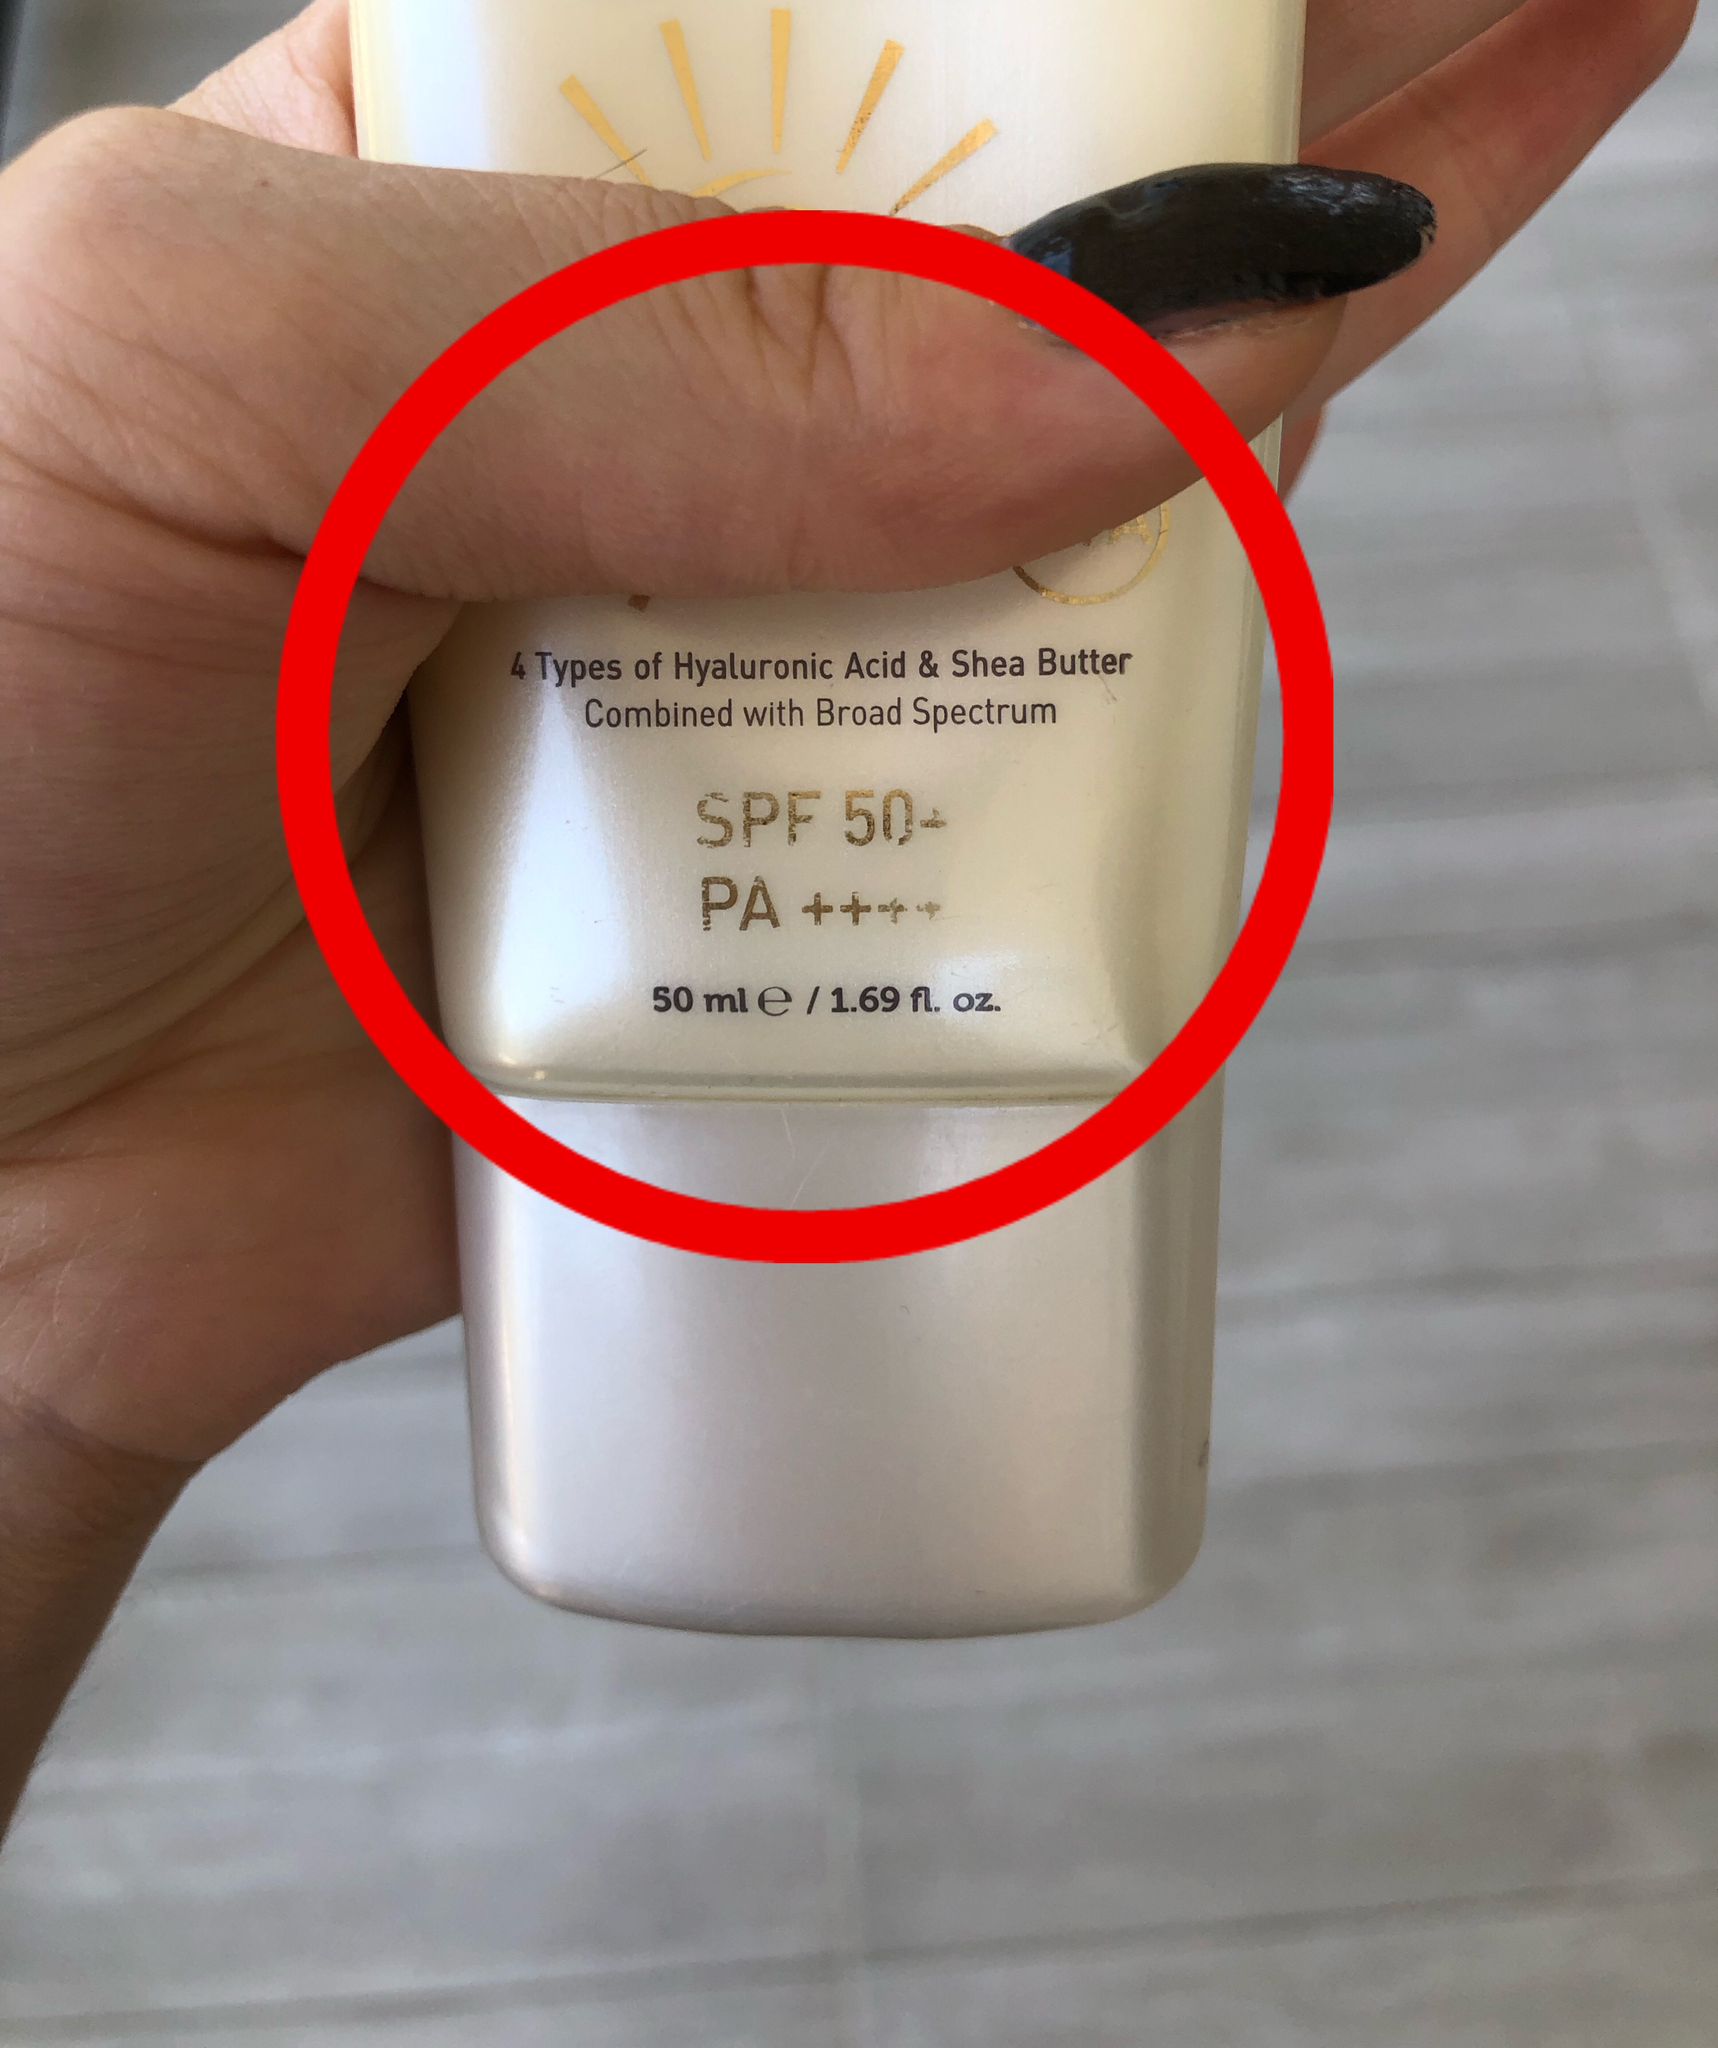 4 Types of Hyaluronic Acid & Shea Butter
Combined with Broad Spectrum
SPF 50+
PA ++++
50 ml ℮ / 1.69 fl. oz.